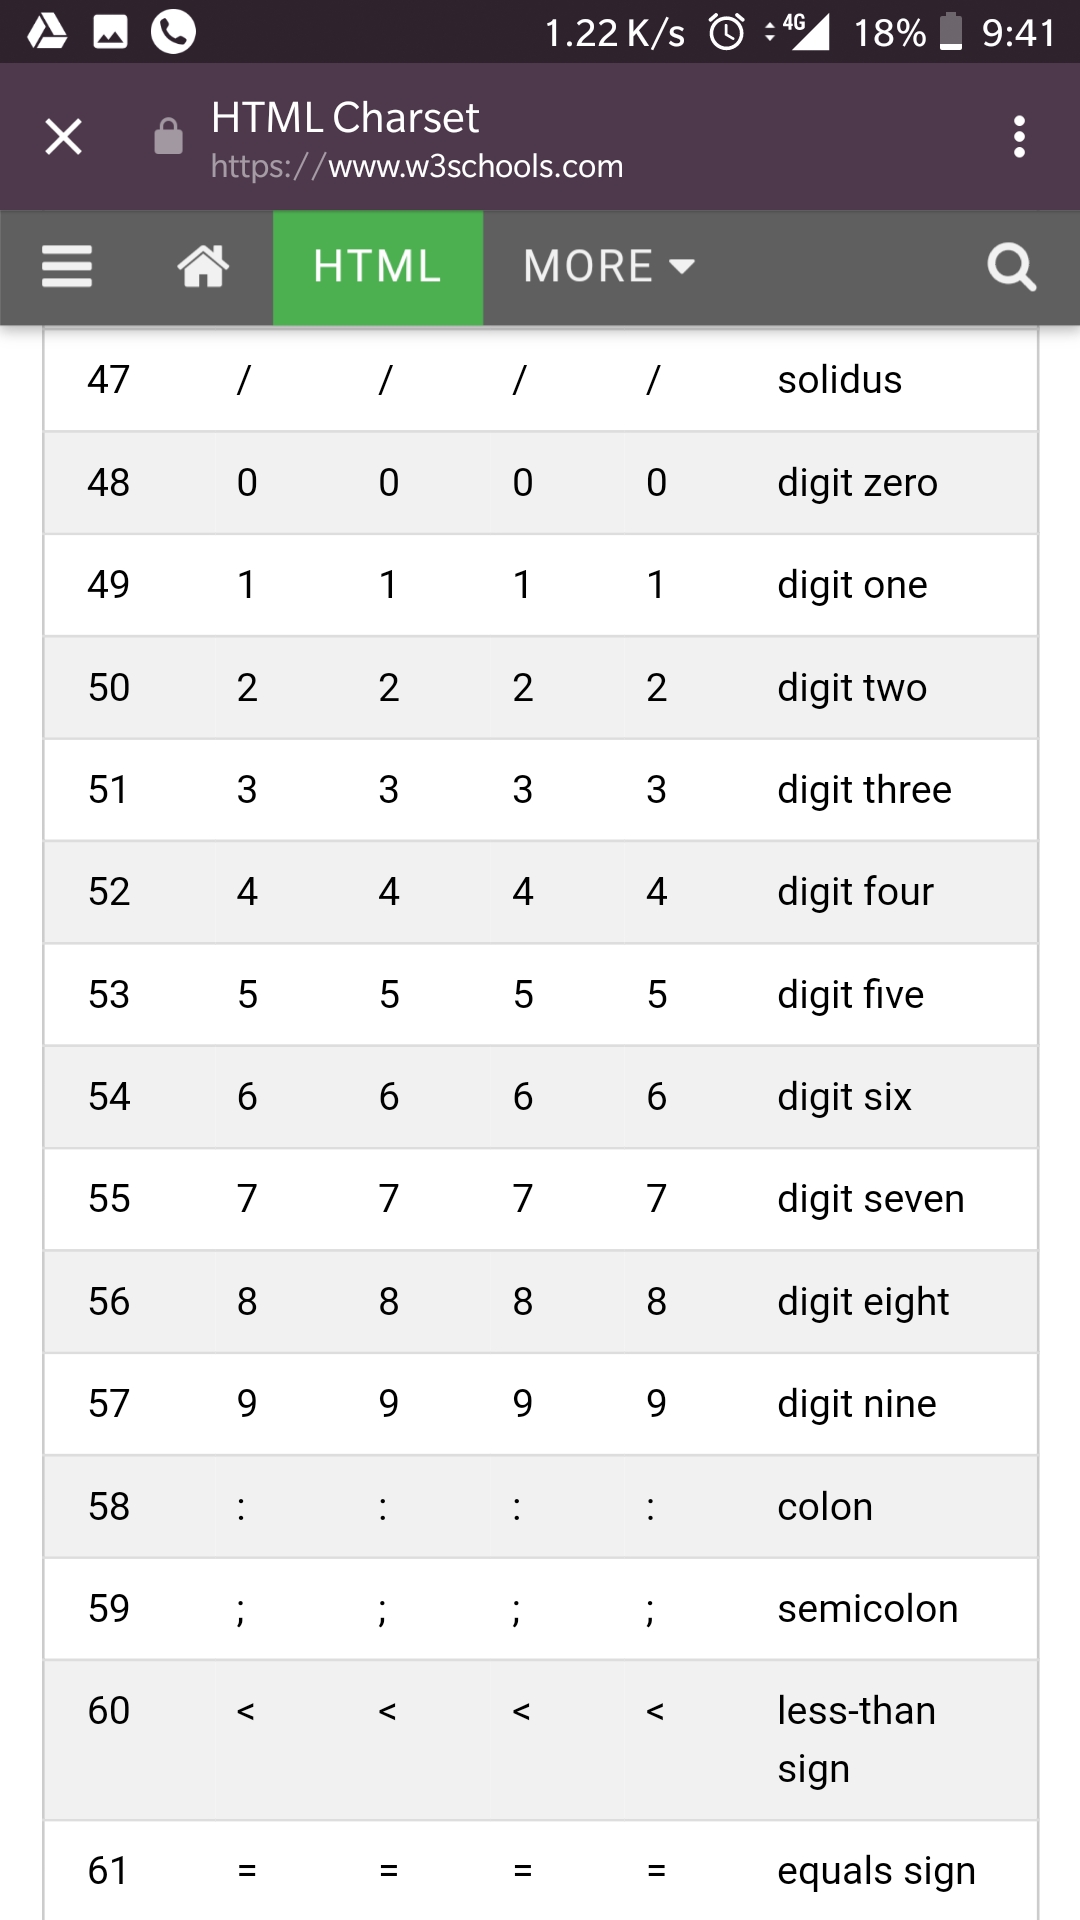 1.22 K/s 4G 18% 9:41
HTML Charset
https://www.w3schools.com
HTML MORE
47 / / / / solidus
48 0 0 0 0 digit zero
49 1 1 1 1 digit one
50 2 2 2 2 digit two
51 3 3 3 3 digit three
52 4 4 4 4 digit four
53 5 5 5 5 digit five
54 6 6 6 6 digit six
55 7 7 7 7 digit seven
56 8 8 8 8 digit eight
57 9 9 9 9 digit nine
58 : : : : colon
59 ; ; ; ; semicolon
60 < < < < less-than
sign
61 = = = = equals sign